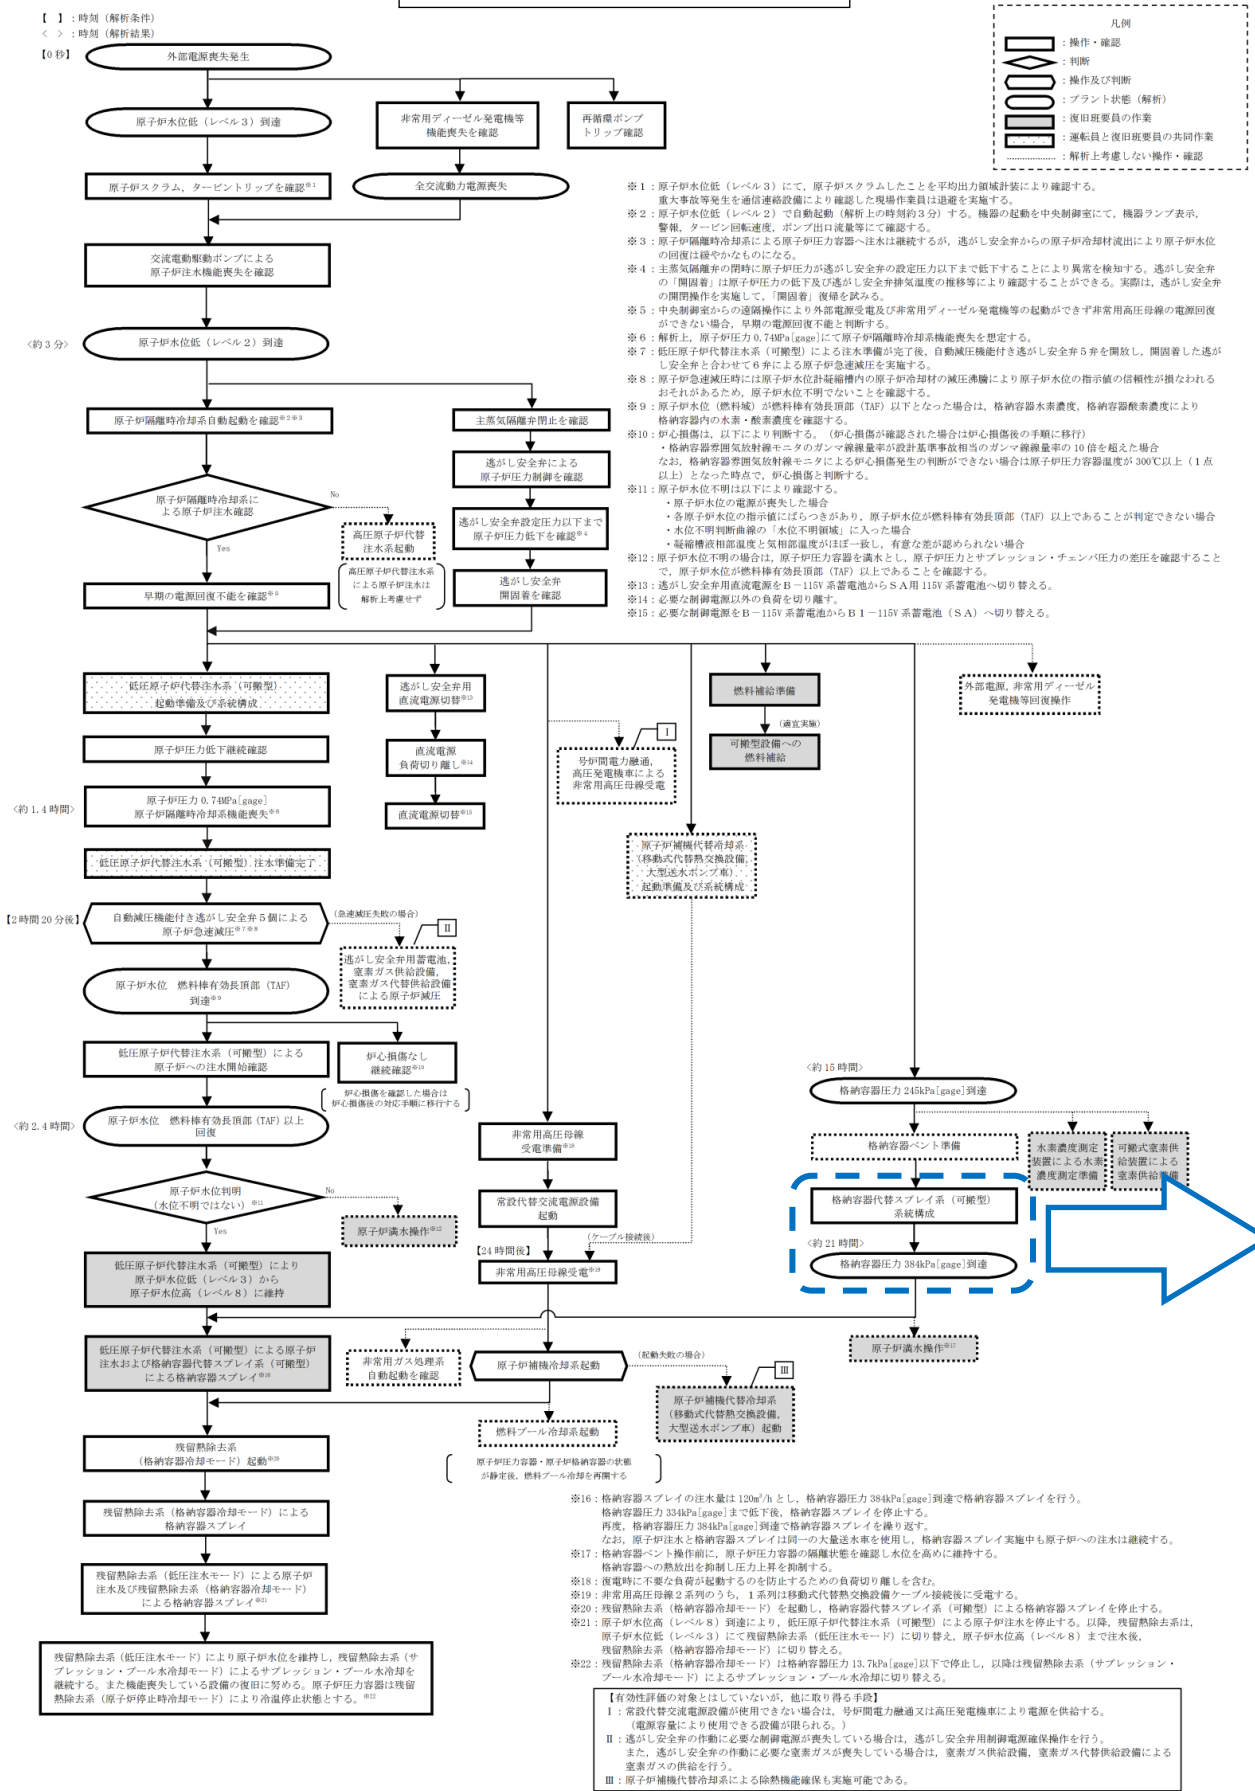 【 】：時刻（解析条件）
＜ ＞：時刻（解析結果）
【0秒】
外部電源喪失発生
原子炉水位低（レベル３）到達
非常用ディーゼル発電機等
機能喪失を確認
再循環ポンプ
トリップ確認
原子炉スクラム，タービントリップを確認※1
全交流動力電源喪失
交流電動駆動ポンプによる
原子炉注水機能喪失を確認
〈約３分〉
原子炉水位低（レベル２）到達
原子炉隔離時冷却系自動起動を確認※2※3
主蒸気隔離弁閉止を確認
逃がし安全弁による
原子炉圧力制御を確認
原子炉隔離時冷却系に
よる原子炉注水確認
No
Yes
高圧原子炉代替
注水系起動
高圧原子炉代替注水系
による原子炉注水は
解析上考慮せず
逃がし安全弁設定圧力以下まで
原子炉圧力低下を確認※4
逃がし安全弁
開固着を確認
早期の電源回復不能を確認※5
凡例
：操作・確認
：判断
：操作及び判断
：プラント状態（解析）
：復旧班要員の作業
：運転員と復旧班要員の共同作業
：解析上考慮しない操作・確認
※１：原子炉水位低（レベル３）にて，原子炉スクラムしたことを平均出力領域計装により確認する。
重大事故等発生を通信連絡設備により確認した現場作業員は退避を実施する。
※２：原子炉水位低（レベル２）で自動起動（解析上の時刻約３分）する。機器の起動を中央制御室にて，機器ランプ表示，
警報，タービン回転速度，ポンプ出口流量等にて確認する。
※３：原子炉隔離時冷却系による原子炉圧力容器へ注水は継続するが，逃がし安全弁からの原子炉冷却材流出により原子炉水位
の回復は緩やかなものになる。
※４：主蒸気隔離弁の閉時に原子炉圧力が逃がし安全弁の設定圧力以下まで低下することにより異常を検知する。逃がし安全弁
の「開固着」は原子炉圧力の低下及び逃がし安全弁排気温度の推移等により確認することができる。実際は，逃がし安全弁
の開閉操作を実施して，「開固着」復帰を試みる。
※５：中央制御室からの遠隔操作により外部電源受電及び非常用ディーゼル発電機等の起動ができず非常用高圧母線の電源回復
ができない場合，早期の電源回復不能と判断する。
※６：解析上，原子炉圧力0.74MPa[gage]にて原子炉隔離時冷却系機能喪失を想定する。
※７：低圧原子炉代替注水系（可搬型）による注水準備が完了後，自動減圧機能付き逃がし安全弁５弁を開放し，開固着した逃が
し安全弁と合わせて６弁による原子炉急速減圧を実施する。
※８：原子炉急速減圧時には原子炉水位計凝縮槽内の原子炉冷却材の減圧沸騰により原子炉水位の指示値の信頼性が損なわれる
おそれがあるため，原子炉水位不明でないことを確認する。
※９：原子炉水位（燃料域）が燃料棒有効長頂部（TAF）以下となった場合は，格納容器水素濃度，格納容器酸素濃度により
格納容器内の水素・酸素濃度を確認する。
※10：炉心損傷は，以下により判断する。（炉心損傷が確認された場合は炉心損傷後の手順に移行）
・格納容器雰囲気放射線モニタのガンマ線線量率が設計基準事故相当のガンマ線線量率の10倍を超えた場合
なお，格納容器雰囲気放射線モニタによる炉心損傷発生の判断ができない場合は原子炉圧力容器温度が300℃以上（１点
以上）となった時点で，炉心損傷と判断する。
※11：原子炉水位不明は以下により確認する。
・原子炉水位の電源が喪失した場合
・各原子炉水位の指示値にばらつきがあり，原子炉水位が燃料棒有効長頂部（TAF）以上であることが判定できない場合
・水位不明判断曲線の「水位不明領域」に入った場合
・凝縮槽液相部温度と気相部温度がほぼ一致し，有意な差が認められない場合
※12：原子炉水位不明の場合は，原子炉圧力容器を満水とし，原子炉圧力とサプレッション・チェンバ圧力の差圧を確認すること
で，原子炉水位が燃料棒有効長頂部（TAF）以上であることを確認する。
※13：逃がし安全弁用直流電源をＢ－115V系蓄電池からＳＡ用115V系蓄電池へ切り替える。
※14：必要な制御電源以外の負荷を切り離す。
※15：必要な制御電源をＢ－115V系蓄電池からＢ１－115V系蓄電池（ＳＡ）へ切り替える。
低圧原子炉代替注水系（可搬型）
起動準備及び系統構成
逃がし安全弁用
直流電源切替※13
燃料補給準備
外部電源，非常用ディーゼル
発電機等回復操作
（適宜実施）
可搬型設備への
燃料補給
原子炉圧力低下継続確認
直流電源
負荷切り離し※14
Ⅰ
号炉間電力融通，
高圧発電機車による
非常用高圧母線受電
〈約1.4時間〉
原子炉圧力0.74MPa[gage]
原子炉隔離時冷却系機能喪失※6
直流電源切替※15
低圧原子炉代替注水系（可搬型）注水準備完了
原子炉補機代替冷却系
（移動式代替熱交換設備，
大型送水ポンプ車）
起動準備及び系統構成
【2時間20分後】
自動減圧機能付き逃がし安全弁５個による
原子炉急速減圧※7※8
（急速減圧失敗の場合）
Ⅱ
逃がし安全弁用蓄電池，
窒素ガス供給設備，
窒素ガス代替供給設備
による原子炉減圧
原子炉水位　燃料棒有効長頂部（TAF）
到達※9
低圧原子炉代替注水系（可搬型）による
原子炉への注水開始確認
炉心損傷なし
継続確認※10
炉心損傷を確認した場合は
炉心損傷後の対応手順に移行する
〈約2.4時間〉
原子炉水位　燃料棒有効長頂部（TAF）以上
回復
〈約15時間〉
格納容器圧力245kPa[gage]到達
格納容器ベント準備
水素濃度測定
装置による水素
濃度測定準備
可搬式窒素供
給装置による
窒素供給準備
非常用高圧母線
受電準備※18
原子炉水位判明
（水位不明ではない）※11
No
Yes
原子炉満水操作※12
常設代替交流電源設備
起動
格納容器代替スプレイ系（可搬型）
系統構成
〈約21時間〉
格納容器圧力384kPa[gage]到達
（ケーブル接続後）
【24時間後】
非常用高圧母線受電※19
低圧原子炉代替注水系（可搬型）により
原子炉水位低（レベル３）から
原子炉水位高（レベル８）に維持
低圧原子炉代替注水系（可搬型）による原子炉
注水および格納容器代替スプレイ系（可搬型）
による格納容器スプレイ※16
非常用ガス処理系
自動起動を確認
原子炉補機冷却系起動
（起動失敗の場合）
Ⅲ
原子炉補機代替冷却系
（移動式代替熱交換設備，
大型送水ポンプ車）起動
原子炉満水操作※17
燃料プール冷却系起動
原子炉圧力容器・原子炉格納容器の状態
が静定後，燃料プール冷却を再開する
残留熱除去系
（格納容器冷却モード）起動※20
残留熱除去系（格納容器冷却モード）による
格納容器スプレイ
残留熱除去系（低圧注水モード）による原子炉
注水及び残留熱除去系（格納容器冷却モード）
による格納容器スプレイ※21
残留熱除去系（低圧注水モード）により原子炉水位を維持し，残留熱除去系（サ
プレッション・プール水冷却モード）によるサプレッション・プール水冷却を
継続する。また機能喪失している設備の復旧に努める。原子炉圧力容器は残留
熱除去系（原子炉停止時冷却モード）により冷温停止状態とする。※22
※16：格納容器スプレイの注水量は120m³/hとし，格納容器圧力384kPa[gage]到達で格納容器スプレイを行う。
格納容器圧力334kPa[gage]まで低下後，格納容器スプレイを停止する。
再度，格納容器圧力384kPa[gage]到達で格納容器スプレイを繰り返す。
なお，原子炉注水と格納容器スプレイは同一の大量送水車を使用し，格納容器スプレイ実施中も原子炉への注水は継続する。
※17：格納容器ベント操作前に，原子炉圧力容器の隔離状態を確認し水位を高めに維持する。
格納容器への熱放出を抑制し圧力上昇を抑制する。
※18：復電時に不要な負荷が起動するのを防止するための負荷切り離しを含む。
※19：非常用高圧母線２系列のうち，１系列は移動式代替熱交換設備ケーブル接続後に受電する。
※20：残留熱除去系（格納容器冷却モード）を起動し，格納容器代替スプレイ系（可搬型）による格納容器スプレイを停止する。
※21：原子炉水位高（レベル８）到達により，低圧原子炉代替注水系（可搬型）による原子炉注水を停止する。以降，残留熱除去系は，
原子炉水位低（レベル３）にて残留熱除去系（低圧注水モード）に切り替え，原子炉水位高（レベル８）まで注水後，
残留熱除去系（格納容器冷却モード）に切り替える。
※22：残留熱除去系（格納容器冷却モード）は格納容器圧力13.7kPa[gage]以下で停止し，以降は残留熱除去系（サプレッション・
プール水冷却モード）によるサプレッション・プール水冷却に切り替える。
【有効性評価の対象とはしていないが，他に取り得る手段】
Ⅰ：常設代替交流電源設備が使用できない場合は，号炉間電力融通又は高圧発電機車により電源を供給する。
（電源容量により使用できる設備が限られる。）
Ⅱ：逃がし安全弁の作動に必要な制御電源が喪失している場合は，逃がし安全弁用制御電源確保操作を行う。
また，逃がし安全弁の作動に必要な窒素ガスが喪失している場合は，窒素ガス供給設備，窒素ガス代替供給設備による
窒素ガスの供給を行う。
Ⅲ：原子炉補機代替冷却系による除熱機能確保も実施可能である。